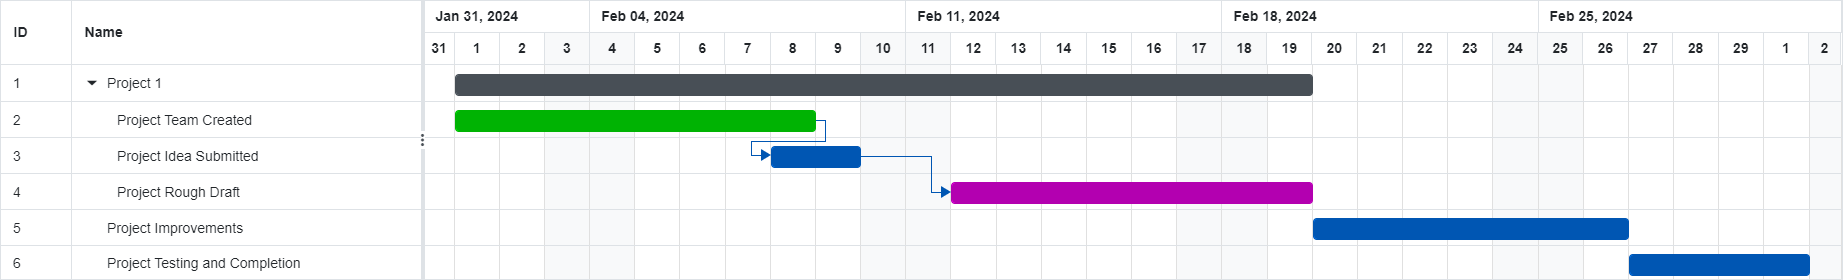 ID Name Jan 31, 2024 Feb 04, 2024 Feb 11, 2024 Feb 18, 2024 Feb 25, 2024
31 1 2 3 4 5 6 7 8 9 10 11 12 13 14 15 16 17 18 19 20 21 22 23 24 25 26 27 28 29 1 2
1 Project 1
2 Project Team Created
3 Project Idea Submitted
4 Project Rough Draft
5 Project Improvements
6 Project Testing and Completion